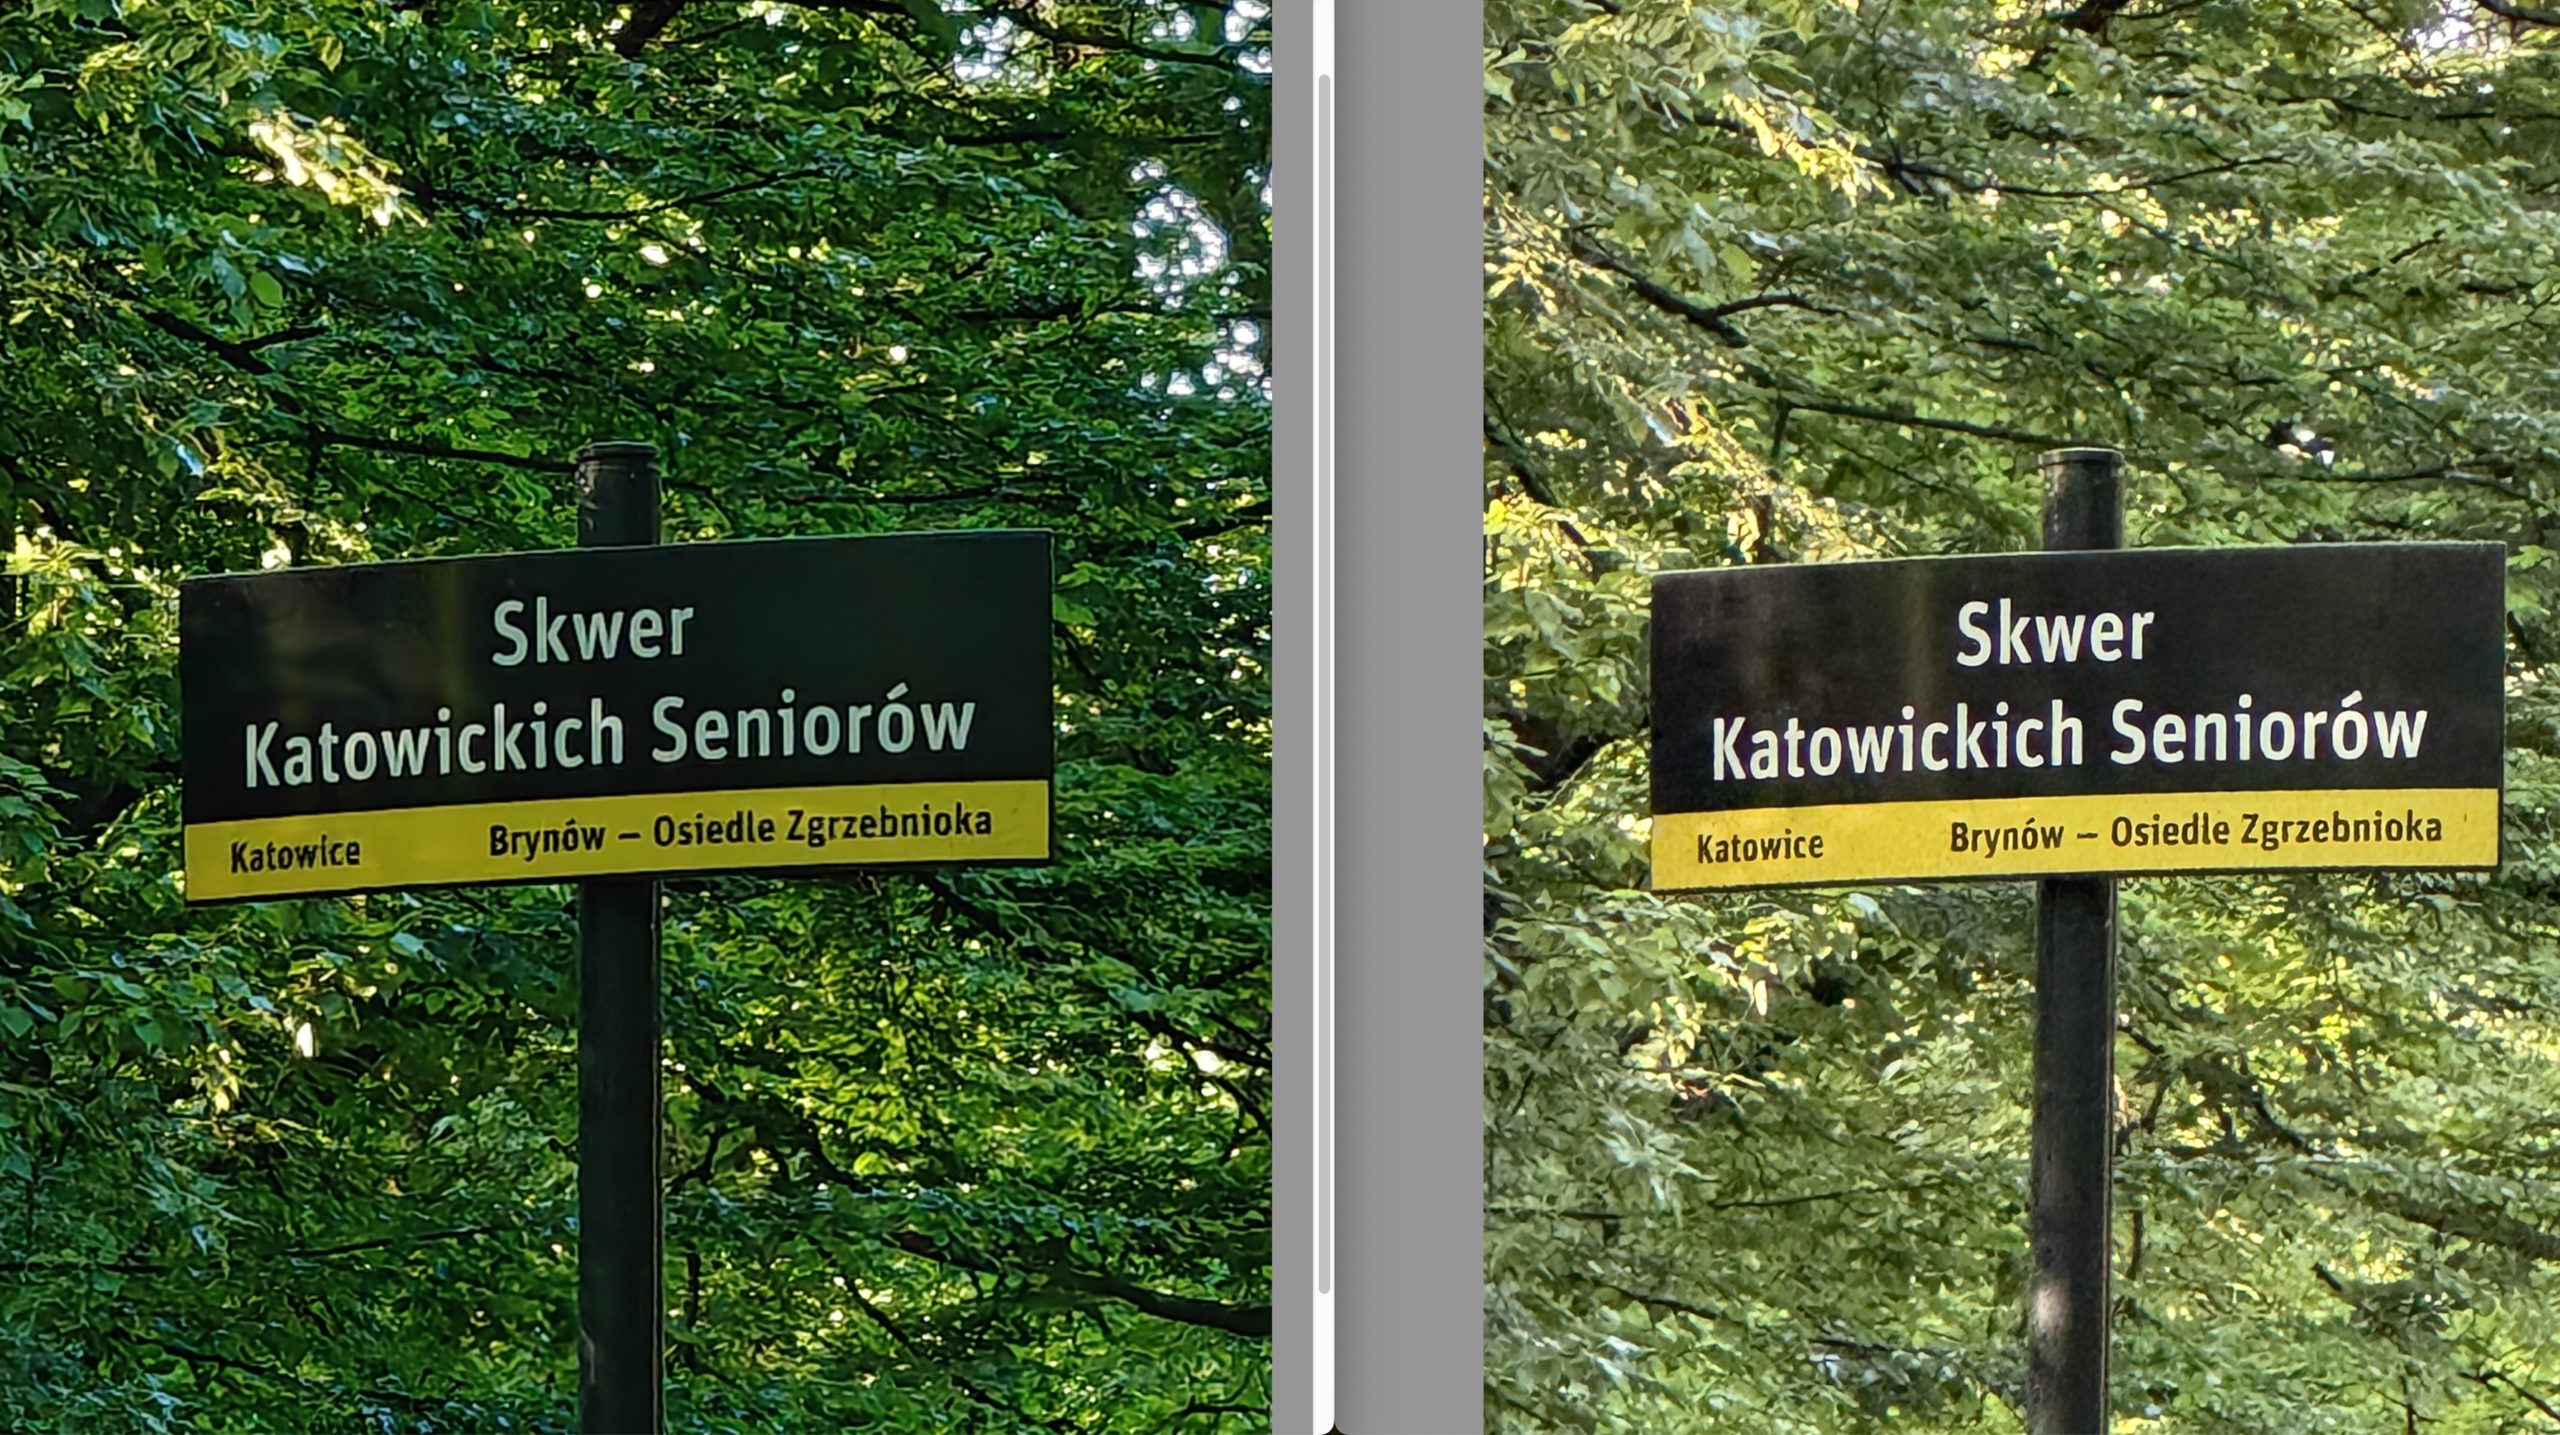 Skwer
Katowickich Seniorów
Katowice Brynów – Osiedle Zgrzebnioka
Skwer
Katowickich Seniorów
Katowice Brynów – Osiedle Zgrzebnioka